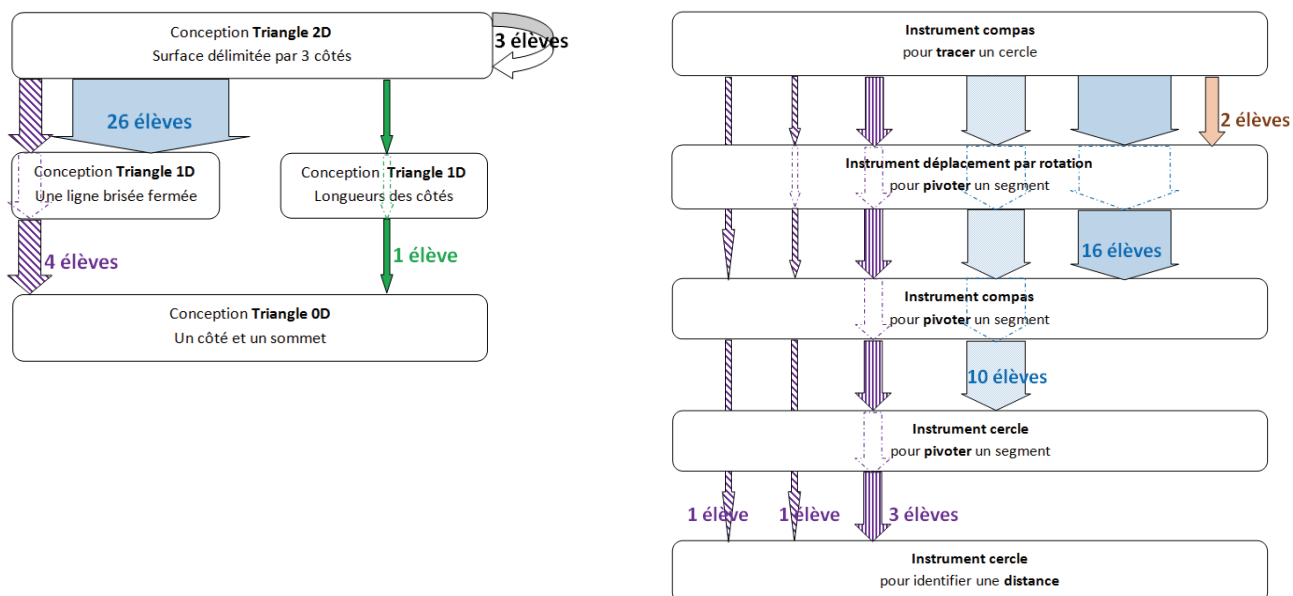 Conception Triangle 2D
Surface délimitée par 3 côtés
3 élèves
26 élèves
Conception Triangle 1D
Une ligne brisée fermée
Conception Triangle 1D
Longueurs des côtés
4 élèves
1 élève
Conception Triangle 0D
Un côté et un sommet
Instrument compas
pour tracer un cercle
2 élèves
Instrument déplacement par rotation
pour pivoter un segment
16 élèves
Instrument compas
pour pivoter un segment
10 élèves
Instrument cercle
pour pivoter un segment
1 élève
1 élève
3 élèves
Instrument cercle
pour identifier une distance